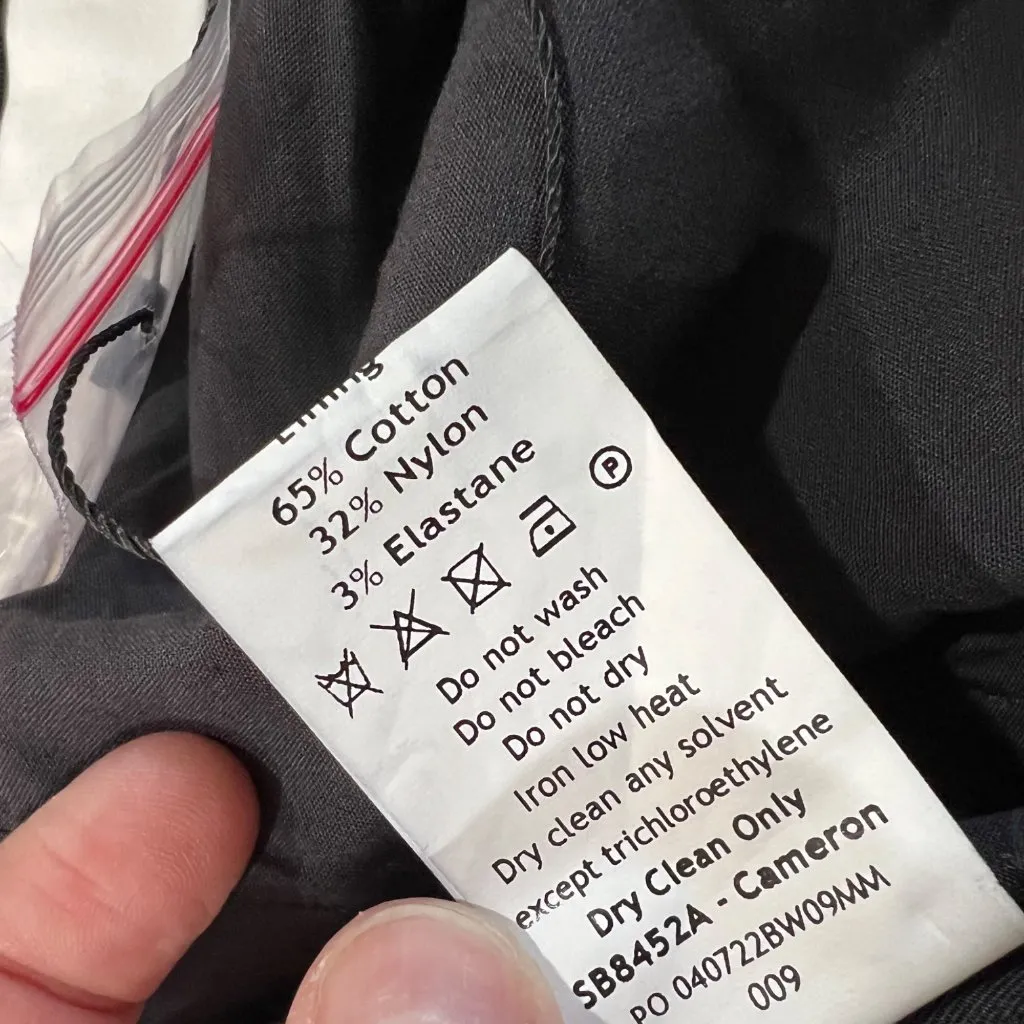 Lining
65% Cotton
32% Nylon
3% Elastane
P
Do not wash
Do not bleach
Do not dry
Iron low heat
Dry clean any solvent
except trichloroethylene
Dry Clean Only
SB8452A - Cameron
PO 040722BW09MM
009